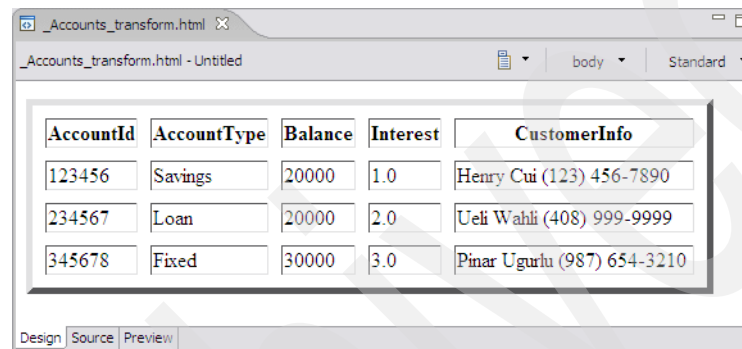 _Accounts_transform.html
_Accounts_transform.html - Untitled body Standard
AccountId AccountType Balance Interest CustomerInfo
123456 Savings 20000 1.0 Henry Cui (123) 456-7890
234567 Loan 20000 2.0 Ueli Wahli (408) 999-9999
345678 Fixed 30000 3.0 Pinar Ugurlu (987) 654-3210
Design Source Preview